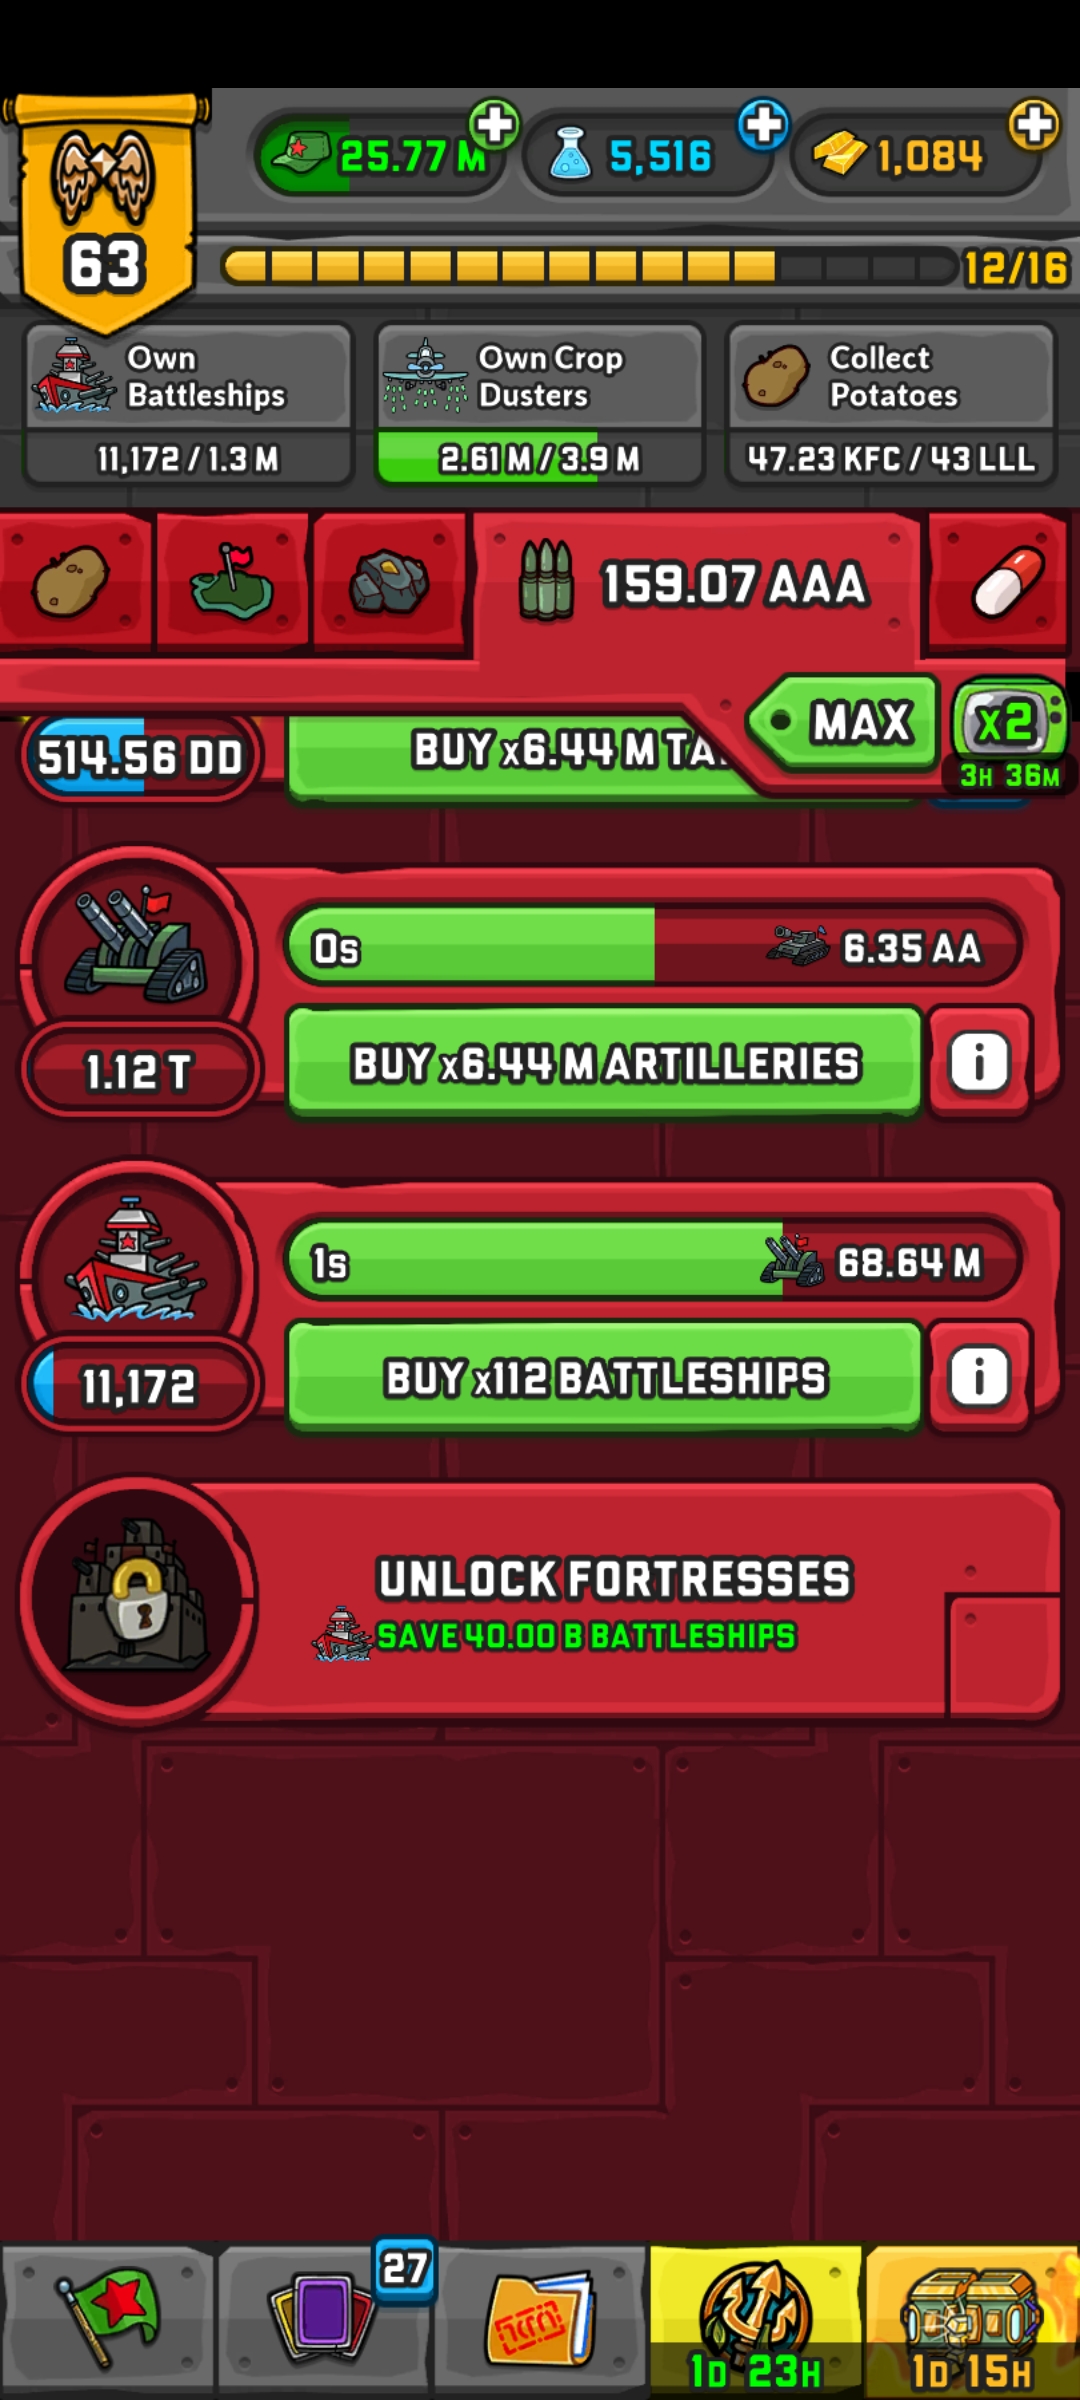 25.77 M
5,516
1,084
63
12/16
Own
Battleships
11,172 / 1.3 M
Own Crop
Dusters
2.61 M / 3.9 M
Collect
Potatoes
47.23 KFC / 43 LLL
159.07 AAA
MAX
x2
3H 36M
514.56 DD
BUY x6.44 M TA
0s
6.35 AA
1.12 T
BUY x6.44 M ARTILLERIES
i
1s
68.64 M
11,172
BUY x112 BATTLESHIPS
i
UNLOCK FORTRESSES
SAVE 40.00 B BATTLESHIPS
27
1D 23H
1D 15H